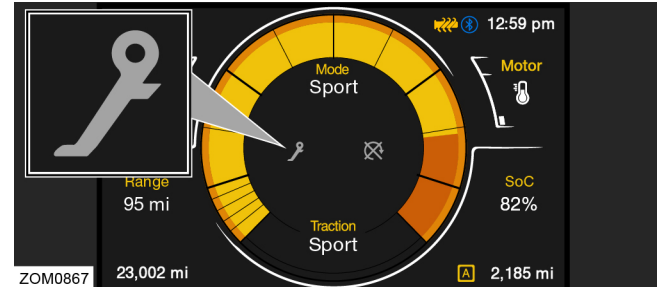 12:59 pm
Mode
Sport
Motor
Range
95 mi
SoC
82%
Traction
Sport
23,002 mi
A 2,185 mi
ZOM0867